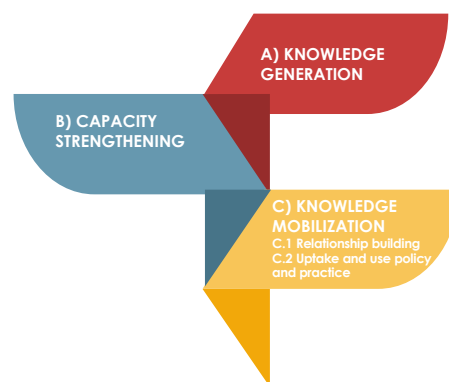 A) KNOWLEDGE
GENERATION
B) CAPACITY
STRENGTHENING
C) KNOWLEDGE
MOBILIZATION
C.1 Relationship building
C.2 Uptake and use policy
and practice